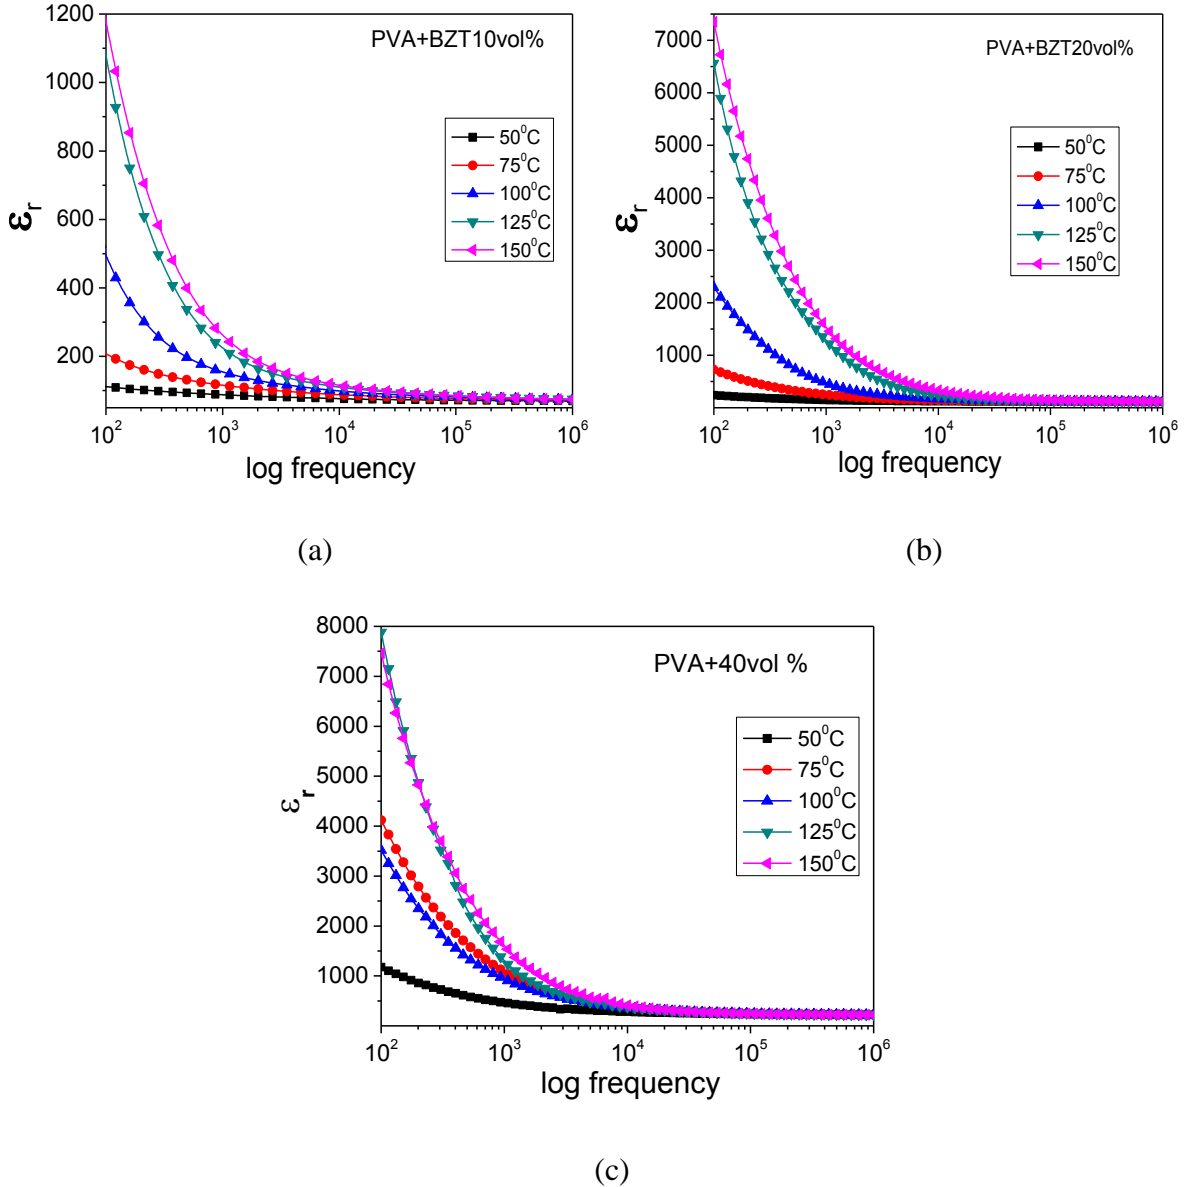 PVA+BZT10vol%
1200
1000
800
600
400
200
εr
50⁰C
75⁰C
100⁰C
125⁰C
150⁰C
10² 10³ 10⁴ 10⁵ 10⁶
log frequency
(a)
PVA+BZT20vol%
7000
6000
5000
4000
3000
2000
1000
εr
50⁰C
75⁰C
100⁰C
125⁰C
150⁰C
10² 10³ 10⁴ 10⁵ 10⁶
log frequency
(b)
PVA+40vol %
8000
7000
6000
5000
4000
3000
2000
1000
εr
50⁰C
75⁰C
100⁰C
125⁰C
150⁰C
10² 10³ 10⁴ 10⁵ 10⁶
log frequency
(c)